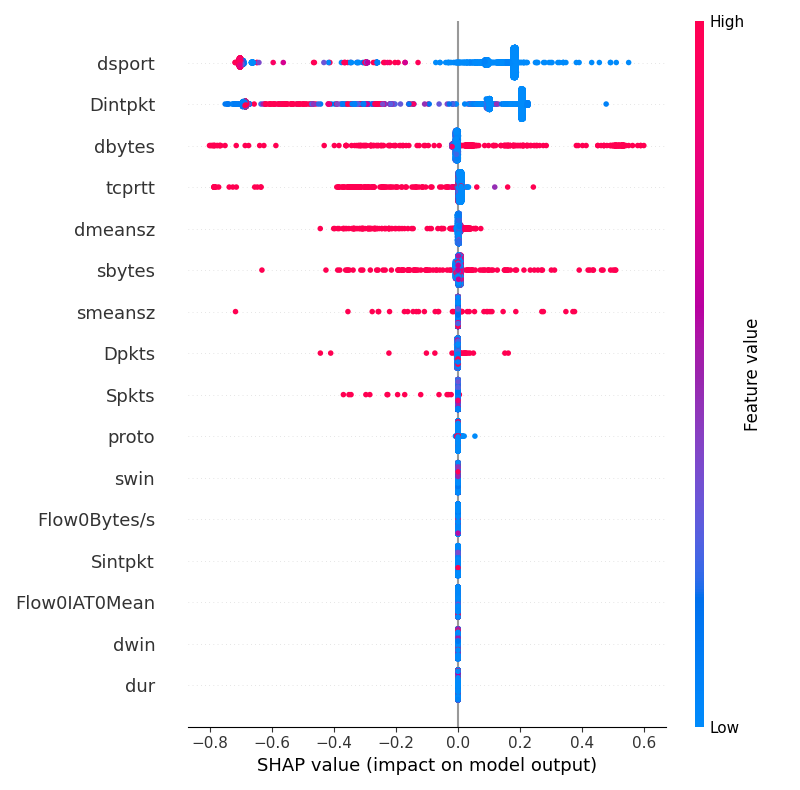 High
dsport
Dintpkt
dbytes
tcprtt
dmeansz
sbytes
smeansz
Dpkts
Spkts
proto
swin
Flow0Bytes/s
Sintpkt
Flow0IAT0Mean
dwin
dur
Feature value
Low
−0.8 −0.6 −0.4 −0.2 0.0 0.2 0.4 0.6
SHAP value (impact on model output)